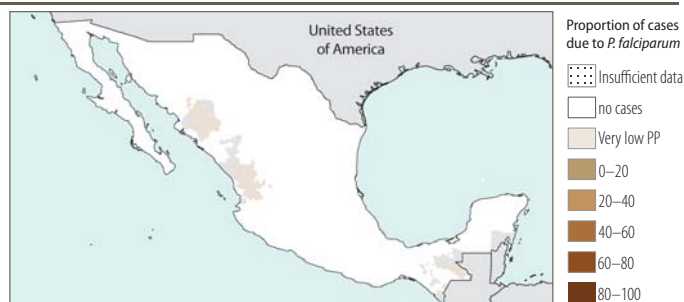 United States
of America
Proportion of cases
due to P. falciparum
Insufficient data
no cases
Very low PP
0–20
20–40
40–60
60–80
80–100